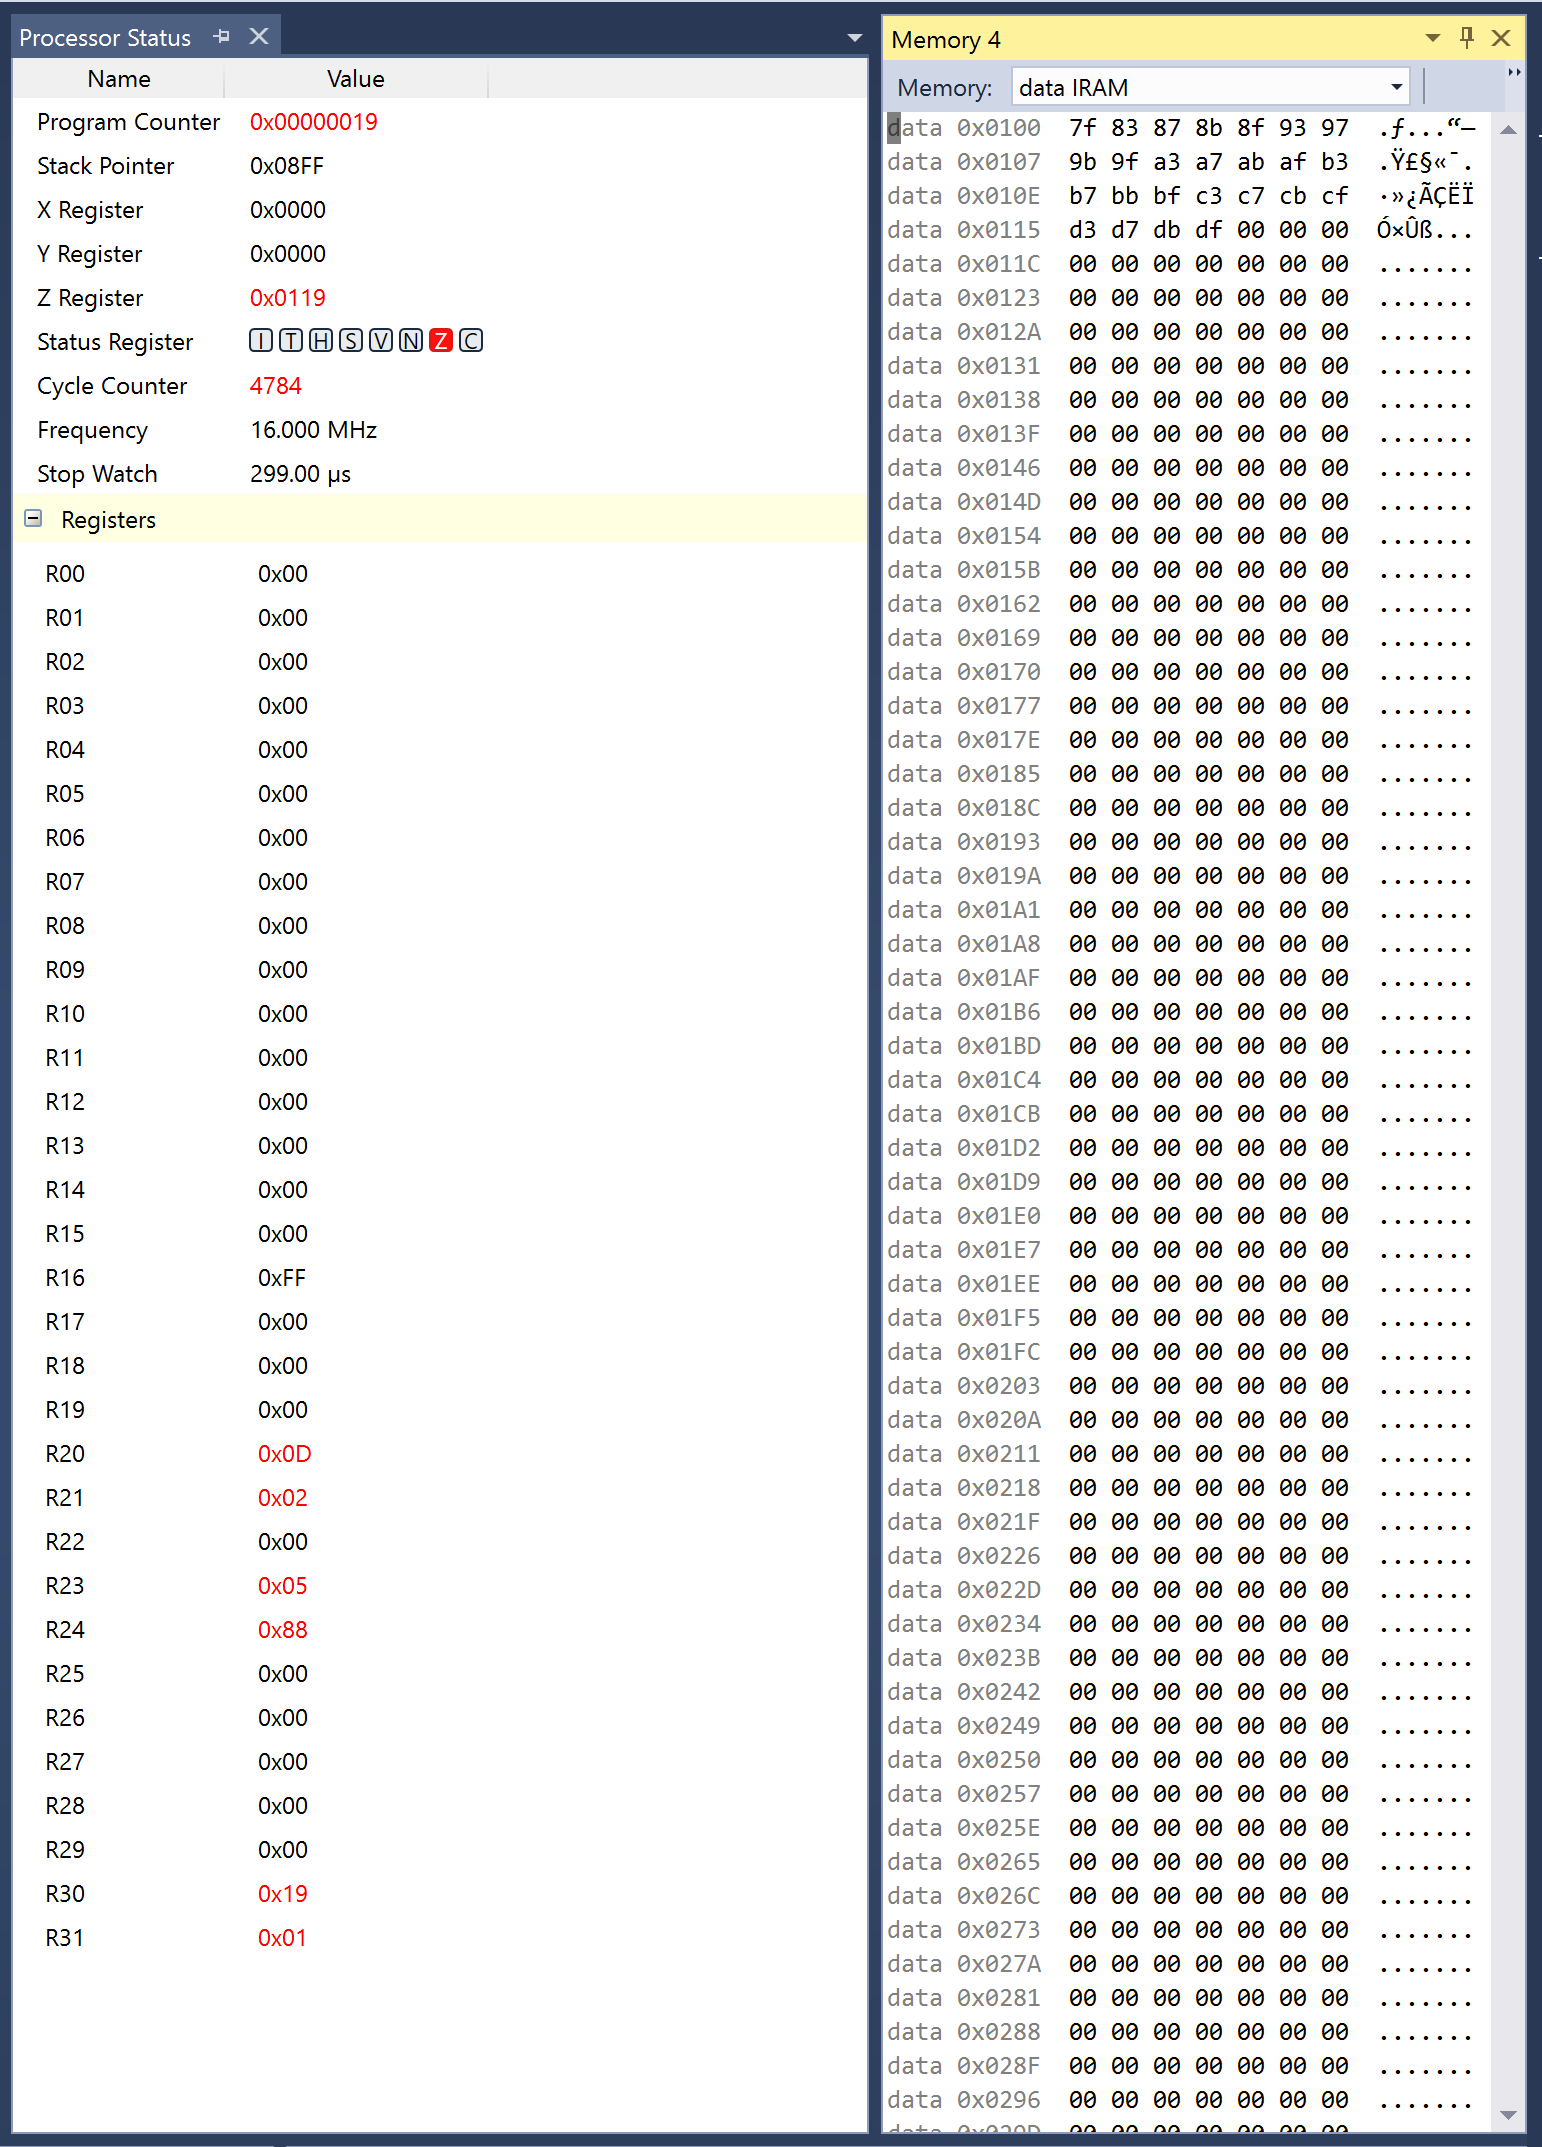 Processor Status
Name Value
Program Counter 0x00000019
Stack Pointer 0x08FF
X Register 0x0000
Y Register 0x0000
Z Register 0x0119
Status Register I T H S V N Z C
Cycle Counter 4784
Frequency 16.000 MHz
Stop Watch 299.00 µs
Registers
R00 0x00
R01 0x00
R02 0x00
R03 0x00
R04 0x00
R05 0x00
R06 0x00
R07 0x00
R08 0x00
R09 0x00
R10 0x00
R11 0x00
R12 0x00
R13 0x00
R14 0x00
R15 0x00
R16 0xFF
R17 0x00
R18 0x00
R19 0x00
R20 0x0D
R21 0x02
R22 0x00
R23 0x05
R24 0x88
R25 0x00
R26 0x00
R27 0x00
R28 0x00
R29 0x00
R30 0x19
R31 0x01
Memory 4
Memory: data IRAM
data 0x0100 7f 83 87 8b 8f 93 97 .ƒ...“—
data 0x0107 9b 9f a3 a7 ab af b3 .Ÿ£§«¯.
data 0x010E b7 bb bf c3 c7 cb cf ·»¿ÃÇËÏ
data 0x0115 d3 d7 db df 00 00 00 Ó×Ûß...
data 0x011C 00 00 00 00 00 00 00 .......
data 0x0123 00 00 00 00 00 00 00 .......
data 0x012A 00 00 00 00 00 00 00 .......
data 0x0131 00 00 00 00 00 00 00 .......
data 0x0138 00 00 00 00 00 00 00 .......
data 0x013F 00 00 00 00 00 00 00 .......
data 0x0146 00 00 00 00 00 00 00 .......
data 0x014D 00 00 00 00 00 00 00 .......
data 0x0154 00 00 00 00 00 00 00 .......
data 0x015B 00 00 00 00 00 00 00 .......
data 0x0162 00 00 00 00 00 00 00 .......
data 0x0169 00 00 00 00 00 00 00 .......
data 0x0170 00 00 00 00 00 00 00 .......
data 0x0177 00 00 00 00 00 00 00 .......
data 0x017E 00 00 00 00 00 00 00 .......
data 0x0185 00 00 00 00 00 00 00 .......
data 0x018C 00 00 00 00 00 00 00 .......
data 0x0193 00 00 00 00 00 00 00 .......
data 0x019A 00 00 00 00 00 00 00 .......
data 0x01A1 00 00 00 00 00 00 00 .......
data 0x01A8 00 00 00 00 00 00 00 .......
data 0x01AF 00 00 00 00 00 00 00 .......
data 0x01B6 00 00 00 00 00 00 00 .......
data 0x01BD 00 00 00 00 00 00 00 .......
data 0x01C4 00 00 00 00 00 00 00 .......
data 0x01CB 00 00 00 00 00 00 00 .......
data 0x01D2 00 00 00 00 00 00 00 .......
data 0x01D9 00 00 00 00 00 00 00 .......
data 0x01E0 00 00 00 00 00 00 00 .......
data 0x01E7 00 00 00 00 00 00 00 .......
data 0x01EE 00 00 00 00 00 00 00 .......
data 0x01F5 00 00 00 00 00 00 00 .......
data 0x01FC 00 00 00 00 00 00 00 .......
data 0x0203 00 00 00 00 00 00 00 .......
data 0x020A 00 00 00 00 00 00 00 .......
data 0x0211 00 00 00 00 00 00 00 .......
data 0x0218 00 00 00 00 00 00 00 .......
data 0x021F 00 00 00 00 00 00 00 .......
data 0x0226 00 00 00 00 00 00 00 .......
data 0x022D 00 00 00 00 00 00 00 .......
data 0x0234 00 00 00 00 00 00 00 .......
data 0x023B 00 00 00 00 00 00 00 .......
data 0x0242 00 00 00 00 00 00 00 .......
data 0x0249 00 00 00 00 00 00 00 .......
data 0x0250 00 00 00 00 00 00 00 .......
data 0x0257 00 00 00 00 00 00 00 .......
data 0x025E 00 00 00 00 00 00 00 .......
data 0x0265 00 00 00 00 00 00 00 .......
data 0x026C 00 00 00 00 00 00 00 .......
data 0x0273 00 00 00 00 00 00 00 .......
data 0x027A 00 00 00 00 00 00 00 .......
data 0x0281 00 00 00 00 00 00 00 .......
data 0x0288 00 00 00 00 00 00 00 .......
data 0x028F 00 00 00 00 00 00 00 .......
data 0x0296 00 00 00 00 00 00 00 .......